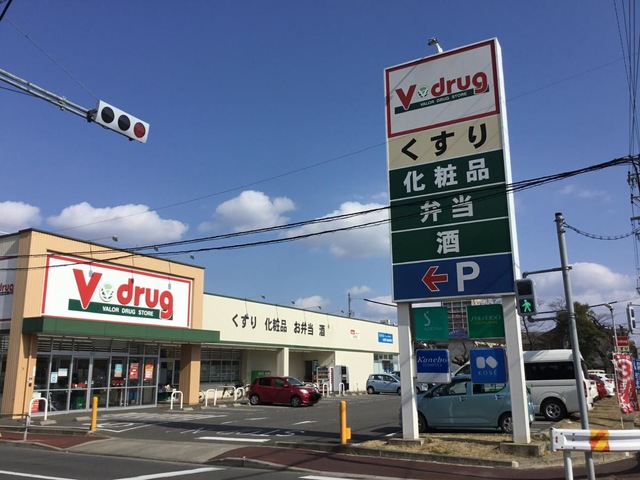 V・drug
VALOR DRUG STORE
くすり
化粧品
弁当
酒
P
V・drug
VALOR DRUG STORE
くすり 化粧品 お弁当 酒
Kanebo
KOSÉ